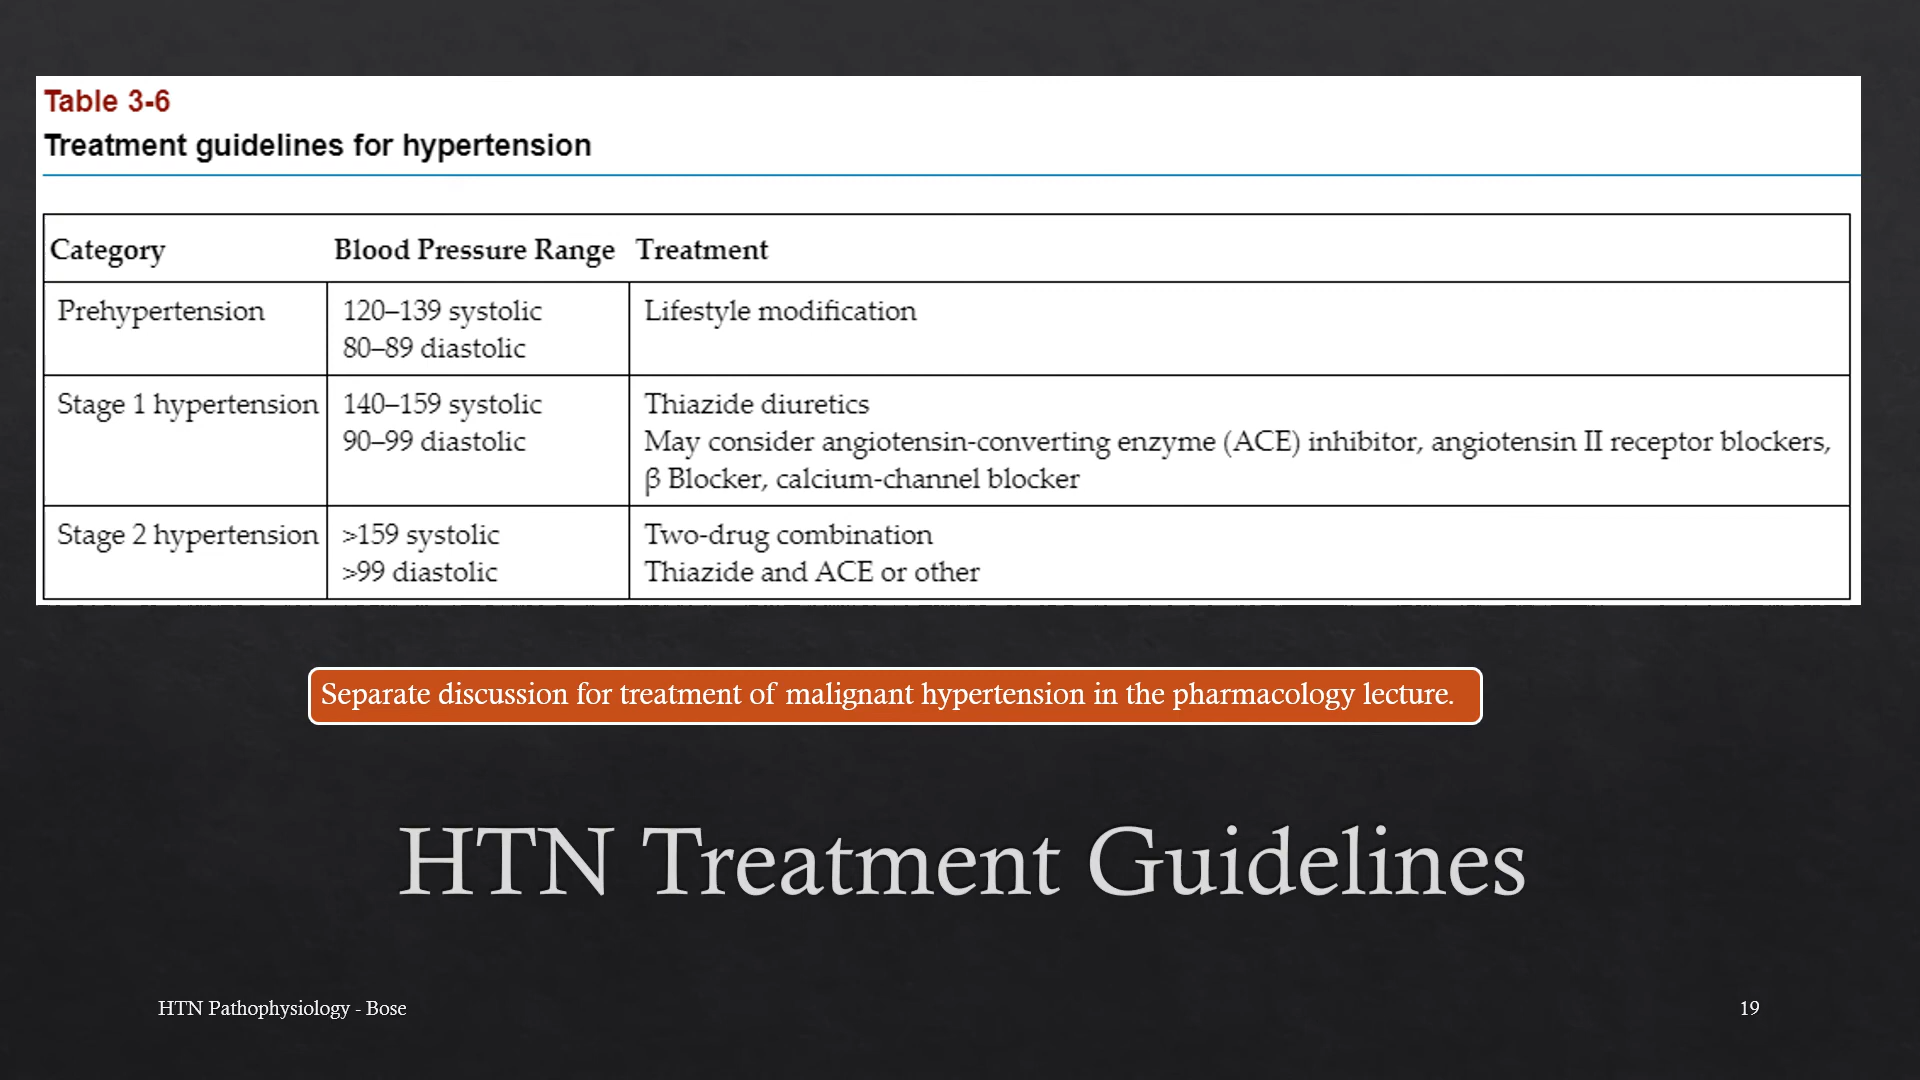 Table 3-6
Treatment guidelines for hypertension
Category Blood Pressure Range Treatment
Prehypertension 120–139 systolic Lifestyle modification
80–89 diastolic
Stage 1 hypertension 140–159 systolic Thiazide diuretics
90–99 diastolic May consider angiotensin-converting enzyme (ACE) inhibitor, angiotensin II receptor blockers,
β Blocker, calcium-channel blocker
Stage 2 hypertension >159 systolic Two-drug combination
>99 diastolic Thiazide and ACE or other
Separate discussion for treatment of malignant hypertension in the pharmacology lecture.
HTN Treatment Guidelines
HTN Pathophysiology - Bose 19